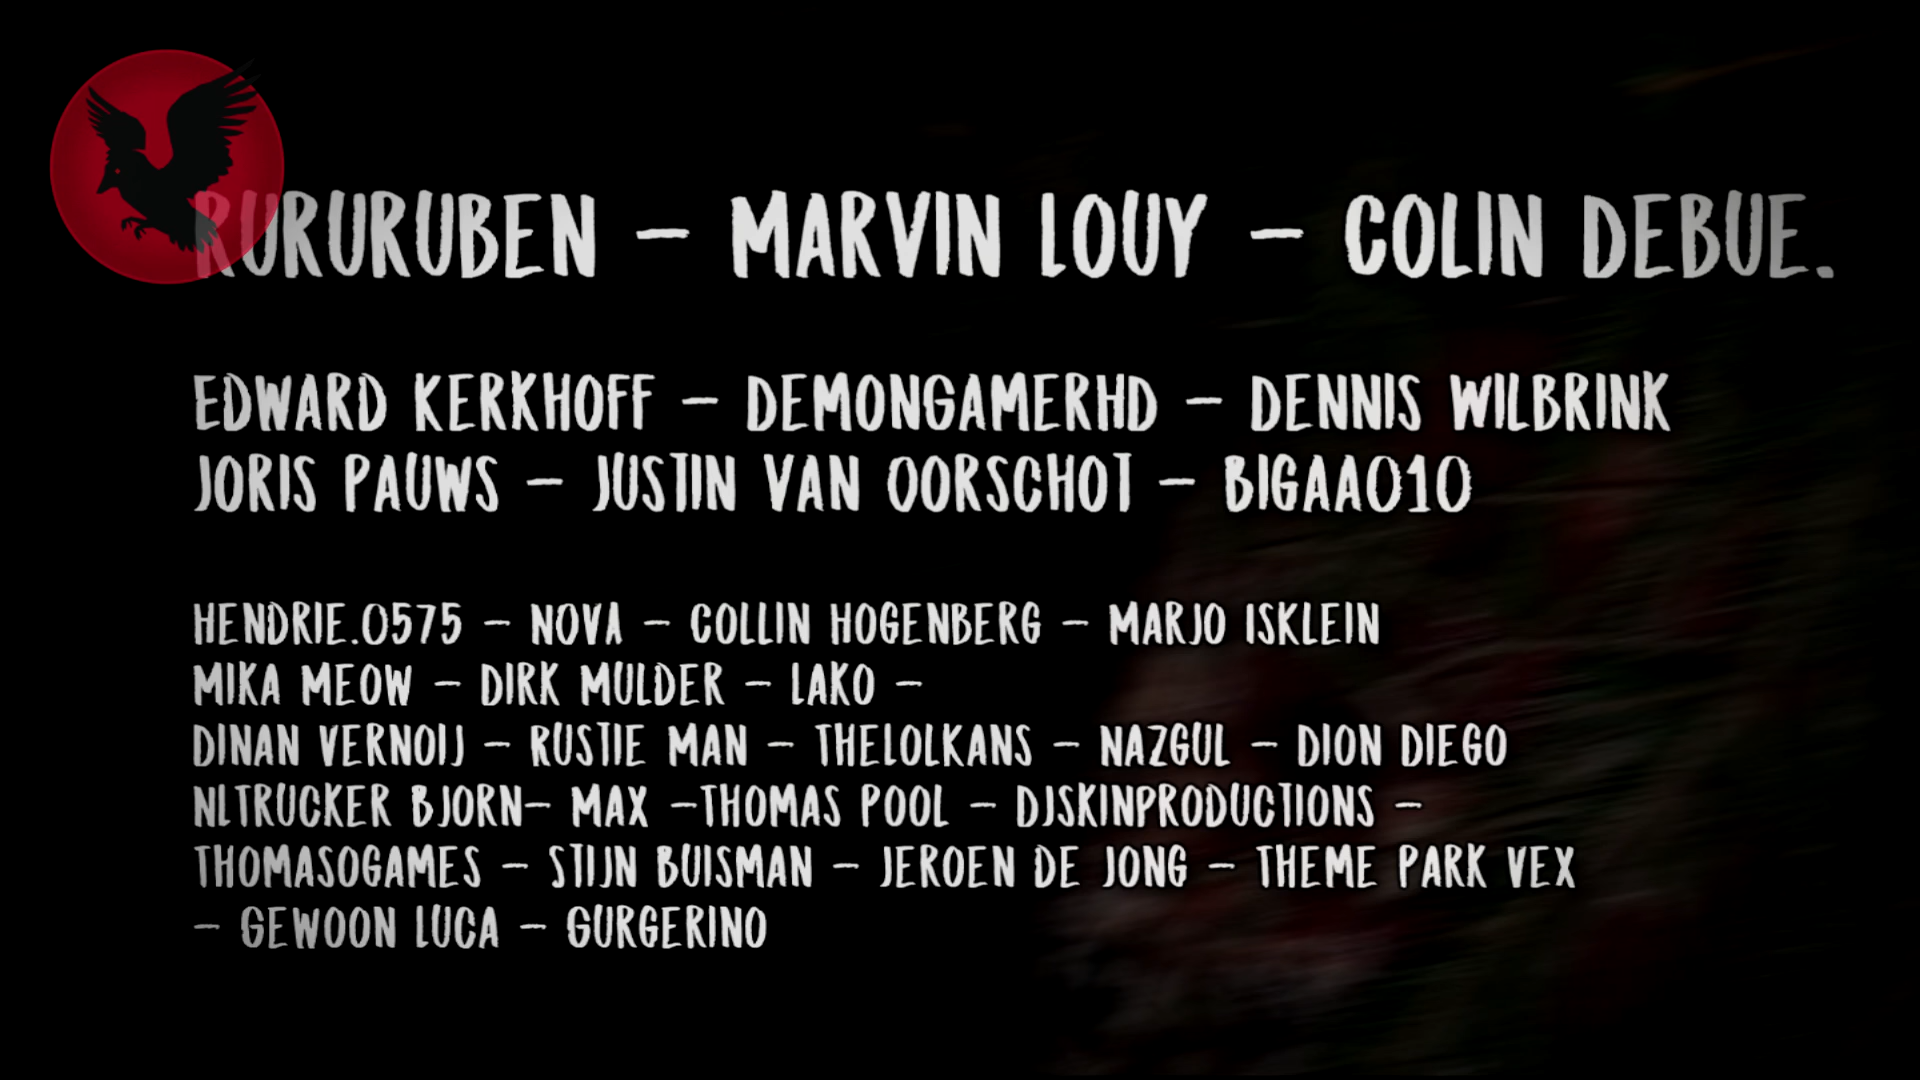 RURURUBEN – MARVIN LOUY – COLIN DEBUE.
EDWARD KERKHOFF – DEMONGAMERHD – DENNIS WILBRINK
JORIS PAUWS – JUSTIN VAN OORSCHOT – BIGAA010
HENDRIE.0575 – NOVA – COLLIN HOGENBERG – MARJO ISKLEIN
MIKA MEOW – DIRK MULDER – LAKO –
DINAN VERNOIJ – RUSTIE MAN – THELOLKANS – NAZGUL – DION DIEGO
NLTRUCKER BJORN– MAX –THOMAS POOL – DJSKINPRODUCTIONS –
THOMASOGAMES – STIJN BUISMAN – JEROEN DE JONG – THEME PARK VEX
– GEWOON LUCA – GURGERINO